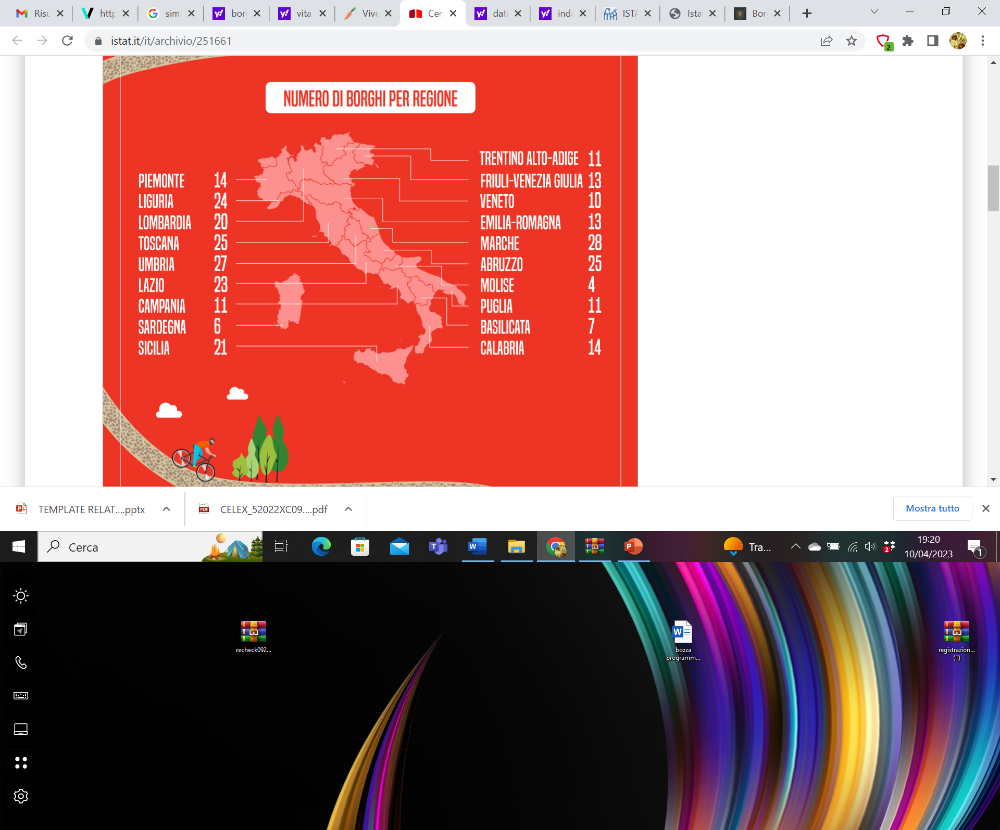 Risu
http
siml
borg
vita
Vive
Cen
dati
inda
ISTA
Ista
Borg
istat.it/it/archivio/251661
2
NUMERO DI BORGHI PER REGIONE
PIEMONTE 14
LIGURIA 24
LOMBARDIA 20
TOSCANA 25
UMBRIA 27
LAZIO 23
CAMPANIA 11
SARDEGNA 6
SICILIA 21
TRENTINO ALTO-ADIGE 11
FRIULI-VENEZIA GIULIA 13
VENETO 10
EMILIA-ROMAGNA 13
MARCHE 28
ABRUZZO 25
MOLISE 4
PUGLIA 11
BASILICATA 7
CALABRIA 14
TEMPLATE RELAT....pptx
CELEX_52022XC09....pdf
Mostra tutto
Cerca
Tra...
2
19:20
10/04/2023
1
recheck092...
bozza
programm...
registrazion...
(1)